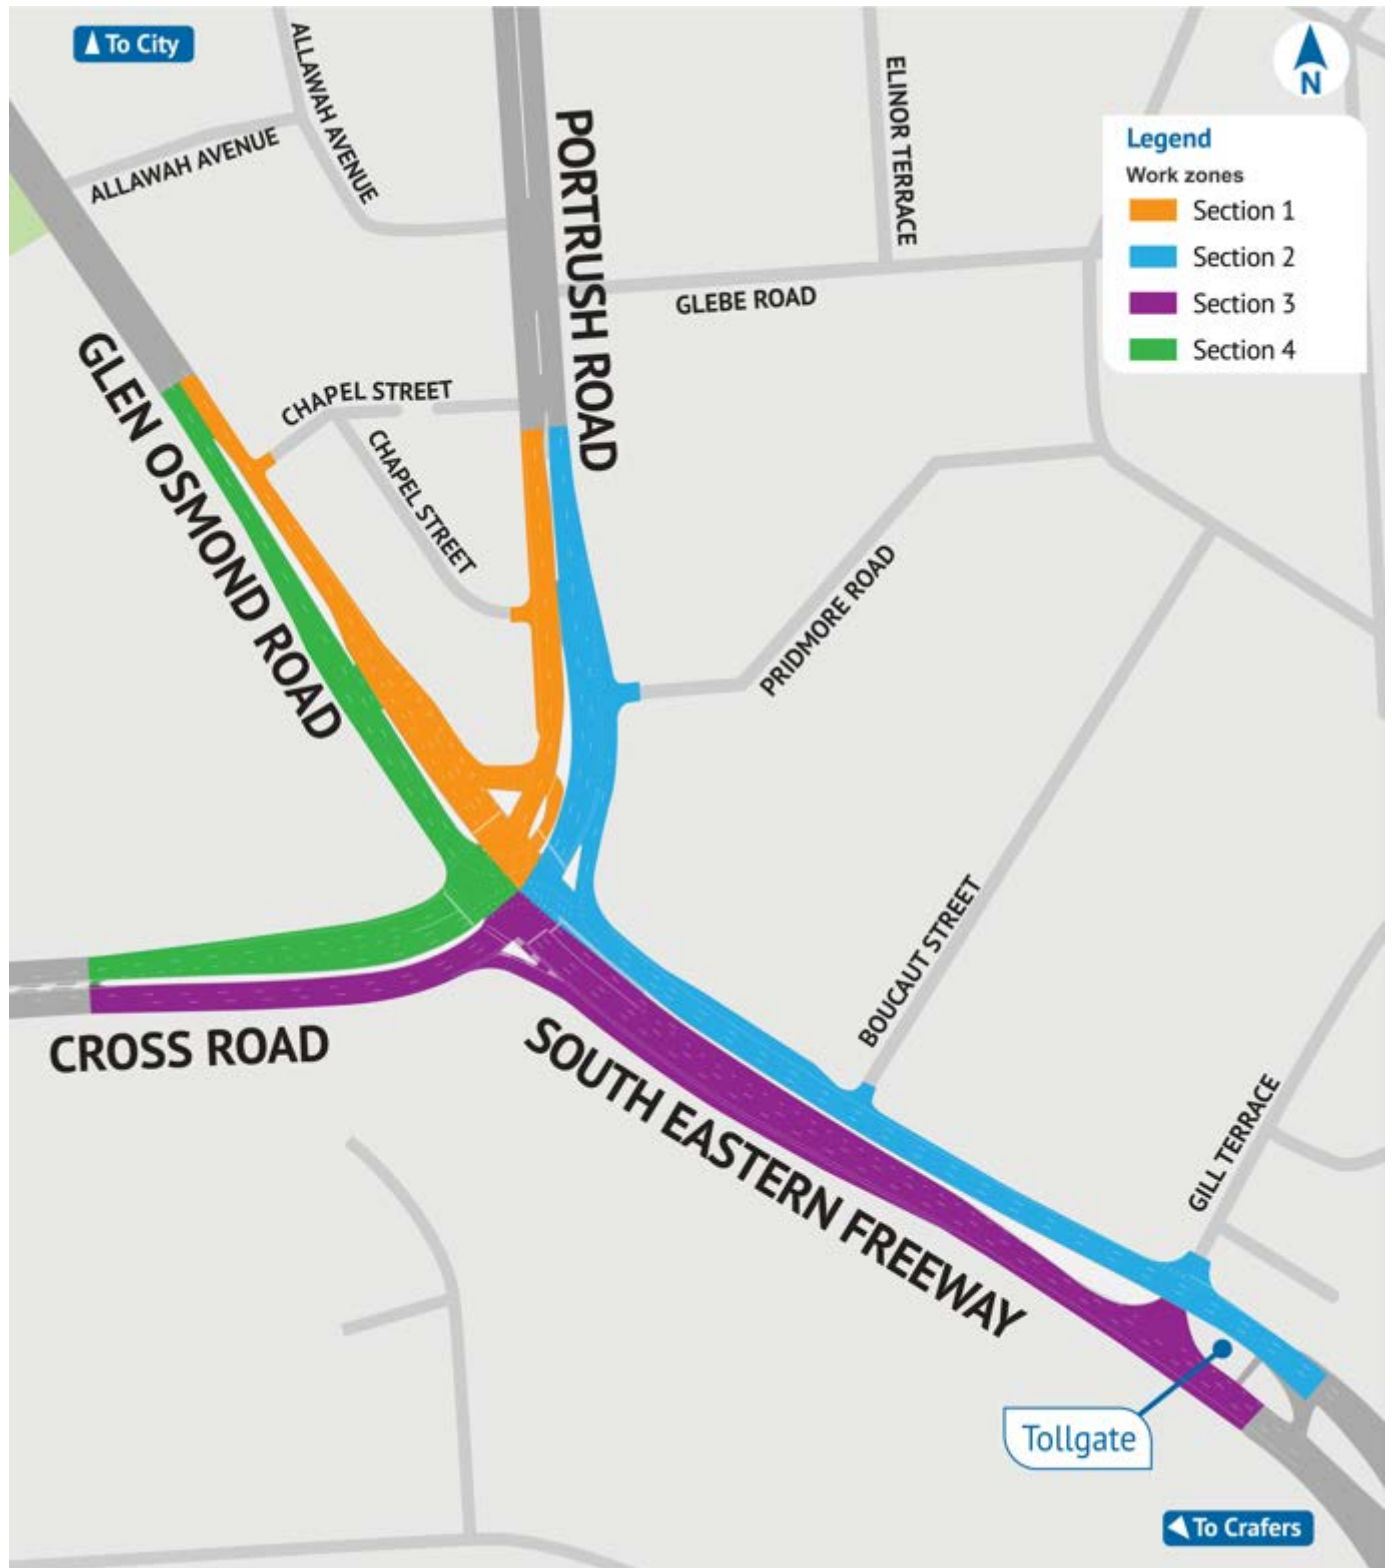 To City
N
ALLAWAH AVENUE
ALLAWAH AVENUE
PORTRUSH ROAD
ELINOR TERRACE
Legend
Work zones
Section 1
Section 2
Section 3
Section 4
GLEBE ROAD
GLEN OSMOND ROAD
CHAPEL STREET
CHAPEL STREET
PRIDMORE ROAD
BOUCAUT STREET
CROSS ROAD
SOUTH EASTERN FREEWAY
GILL TERRACE
Tollgate
To Crafers